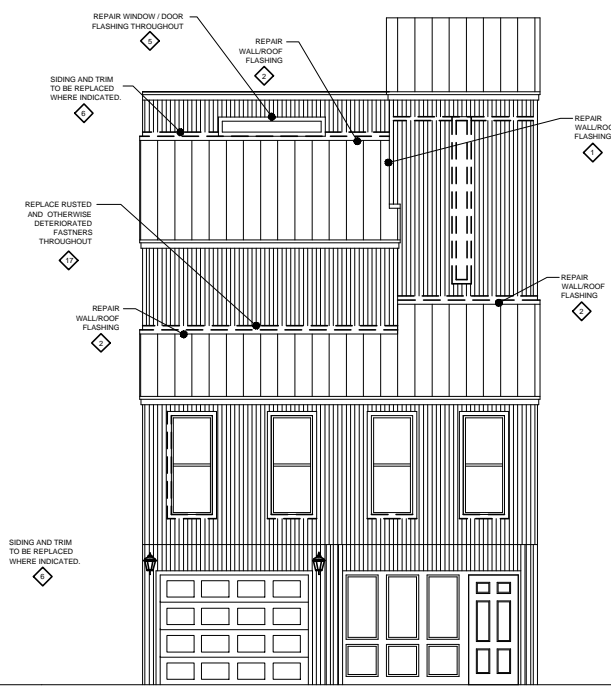 REPAIR WINDOW / DOOR
FLASHING THROUGHOUT
5
REPAIR
WALL/ROOF
FLASHING
2
SIDING AND TRIM
TO BE REPLACED
WHERE INDICATED.
6
REPAIR
WALL/ROO
FLASHING
1
REPLACE RUSTED
AND OTHERWISE
DETERIORATED
FASTNERS
THROUGHOUT
17
REPAIR
WALL/ROOF
FLASHING
2
REPAIR
WALL/ROOF
FLASHING
2
SIDING AND TRIM
TO BE REPLACED
WHERE INDICATED.
6